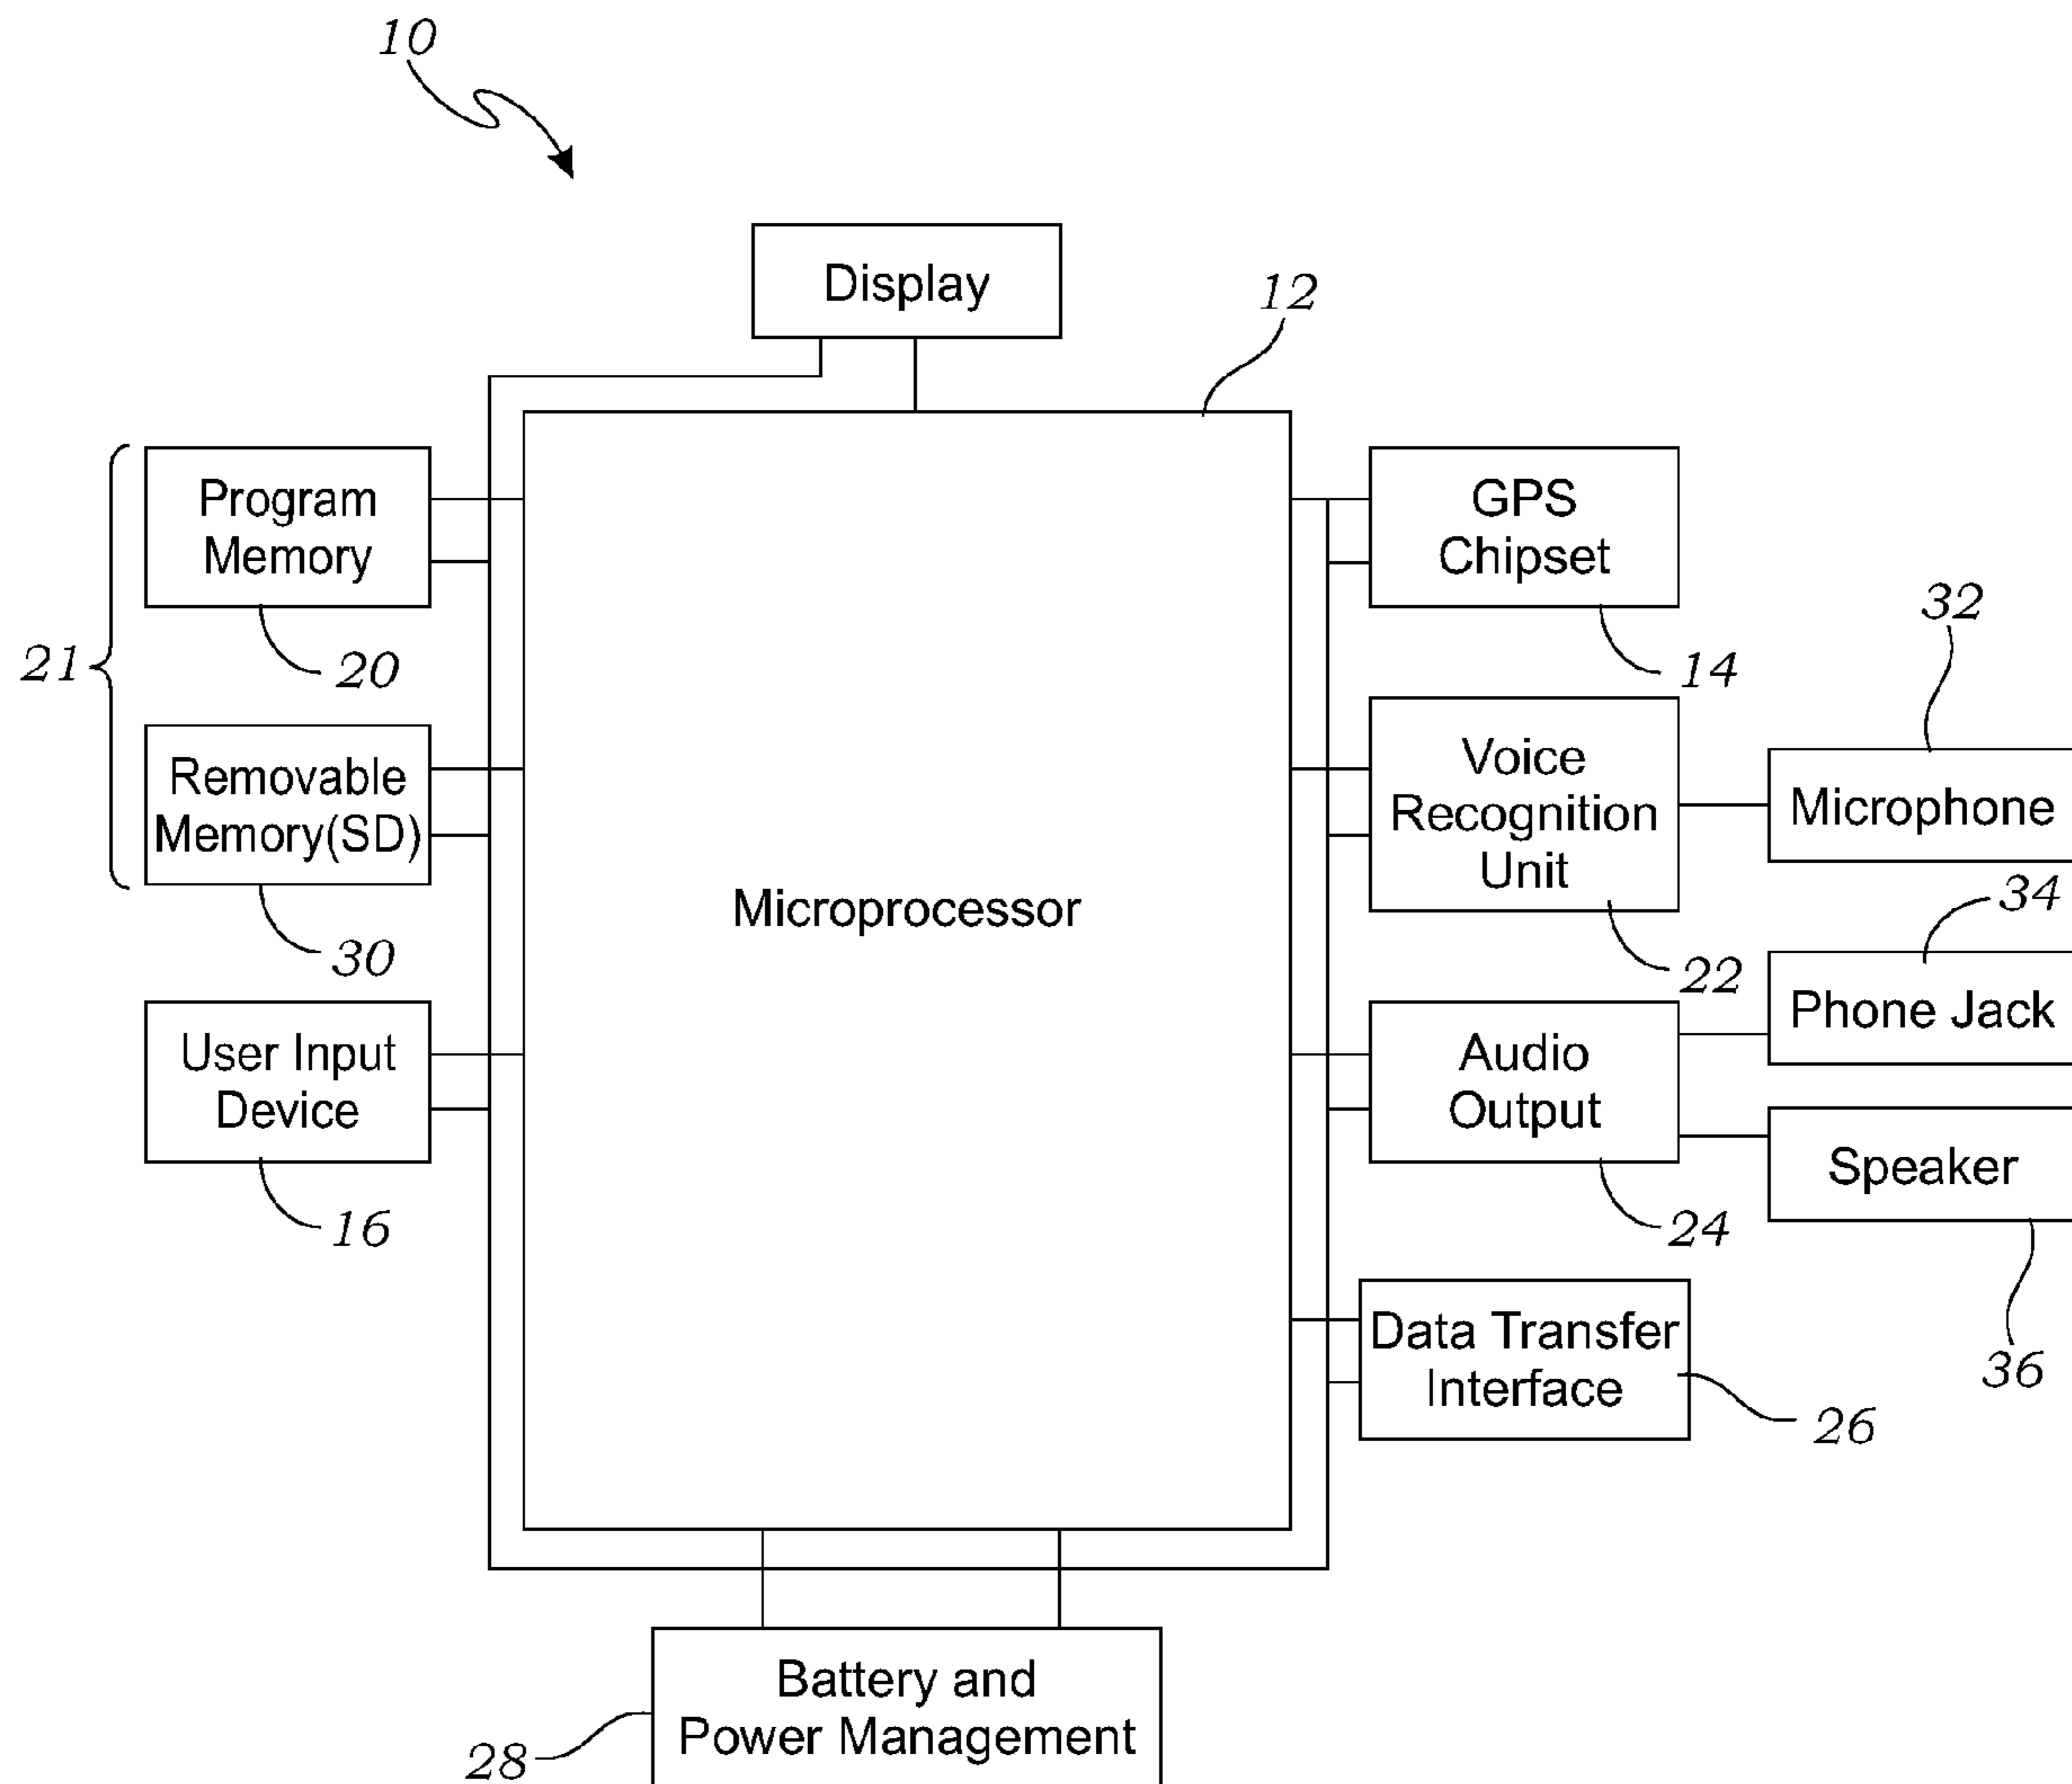 10
Display
12
Program
Memory
GPS
Chipset
21
20
14
32
Removable
Memory(SD)
Voice
Recognition
Unit
Microphone
Microprocessor
30
22
34
User Input
Device
Audio
Output
Phone Jack
Speaker
16
24
36
Data Transfer
Interface
26
Battery and
Power Management
28